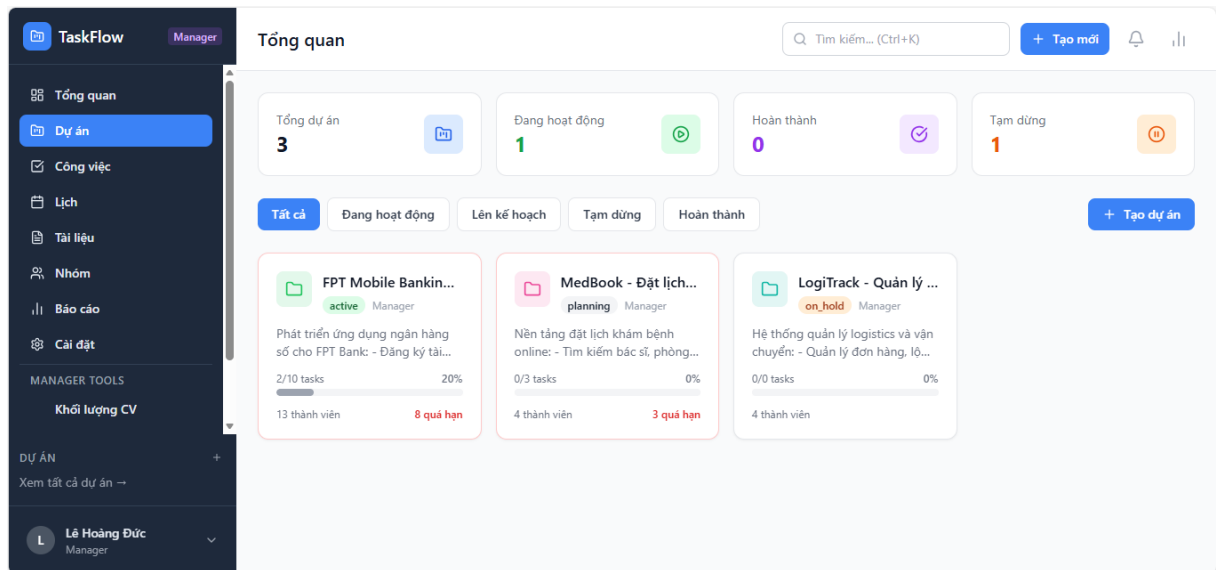 TaskFlow
Manager
Tổng quan
Dự án
Công việc
Lịch
Tài liệu
Nhóm
Báo cáo
Cài đặt
MANAGER TOOLS
Khối lượng CV
DỰ ÁN
+
Xem tất cả dự án →
L
Lê Hoàng Đức
Manager
Tổng quan
Tìm kiếm... (Ctrl+K)
+ Tạo mới
Tổng dự án
3
Đang hoạt động
1
Hoàn thành
0
Tạm dừng
1
Tất cả
Đang hoạt động
Lên kế hoạch
Tạm dừng
Hoàn thành
+ Tạo dự án
FPT Mobile Bankin...
active Manager
Phát triển ứng dụng ngân hàng
số cho FPT Bank: - Đăng ký tài...
2/10 tasks 20%
13 thành viên 8 quá hạn
MedBook - Đặt lịch...
planning Manager
Nền tảng đặt lịch khám bệnh
online: - Tìm kiếm bác sĩ, phòng...
0/3 tasks 0%
4 thành viên 3 quá hạn
LogiTrack - Quản lý ...
on_hold Manager
Hệ thống quản lý logistics và vận
chuyển: - Quản lý đơn hàng, lộ...
0/0 tasks 0%
4 thành viên